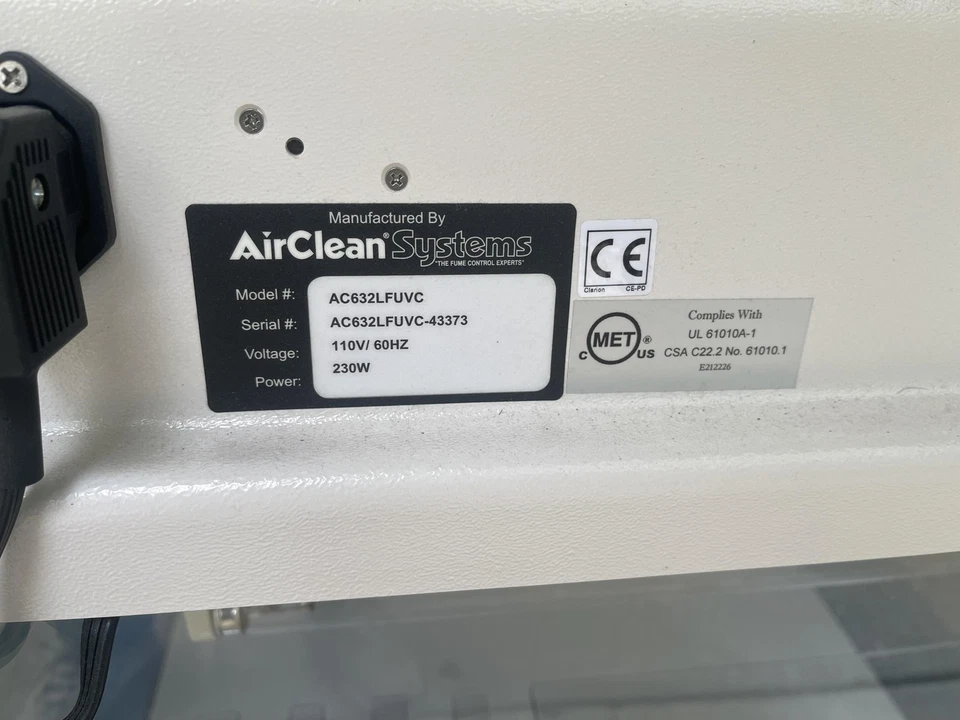 Manufactured By
AirClean® Systems
"THE FUME CONTROL EXPERTS"
Model #: AC632LFUVC
Serial #: AC632LFUVC-43373
Voltage: 110V/ 60HZ
Power: 230W
CE
Clarion CE-PD
Complies With
UL 61010A-1
c MET® US CSA C22.2 No. 61010.1
E212226